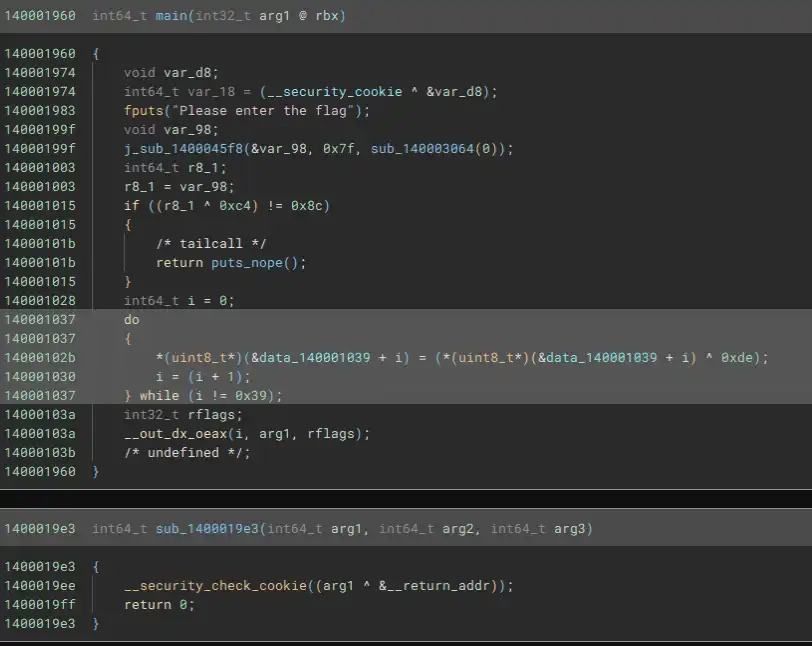 140001960 int64_t main(int32_t arg1 @ rbx)
140001960 {
140001974 void var_d8;
140001974 int64_t var_18 = (__security_cookie ^ &var_d8);
140001983 fputs("Please enter the flag");
14000199f void var_98;
14000199f j_sub_1400045f8(&var_98, 0x7f, sub_140003064(0));
140001003 int64_t r8_1;
140001003 r8_1 = var_98;
140001015 if ((r8_1 ^ 0xc4) != 0x8c)
140001015 {
14000101b /* tailcall */
14000101b return puts_nope();
140001015 }
140001028 int64_t i = 0;
140001037 do
140001037 {
14000102b *(uint8_t*)(&data_140001039 + i) = (*(uint8_t*)(&data_140001039 + i) ^ 0xde);
140001030 i = (i + 1);
140001037 } while (i != 0x39);
14000103a int32_t rflags;
14000103a __out_dx_oeax(i, arg1, rflags);
14000103b /* undefined */;
140001960 }
1400019e3 int64_t sub_1400019e3(int64_t arg1, int64_t arg2, int64_t arg3)
1400019e3 {
1400019ee __security_check_cookie((arg1 ^ &__return_addr));
1400019ff return 0;
1400019e3 }